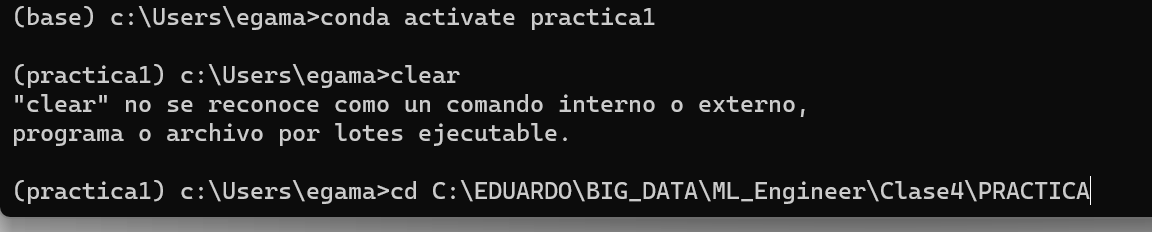 (base) c:\Users\egama>conda activate practica1
(practica1) c:\Users\egama>clear
"clear" no se reconoce como un comando interno o externo,
programa o archivo por lotes ejecutable.
(practica1) c:\Users\egama>cd C:\EDUARDO\BIG_DATA\ML_Engineer\Clase4\PRACTICA